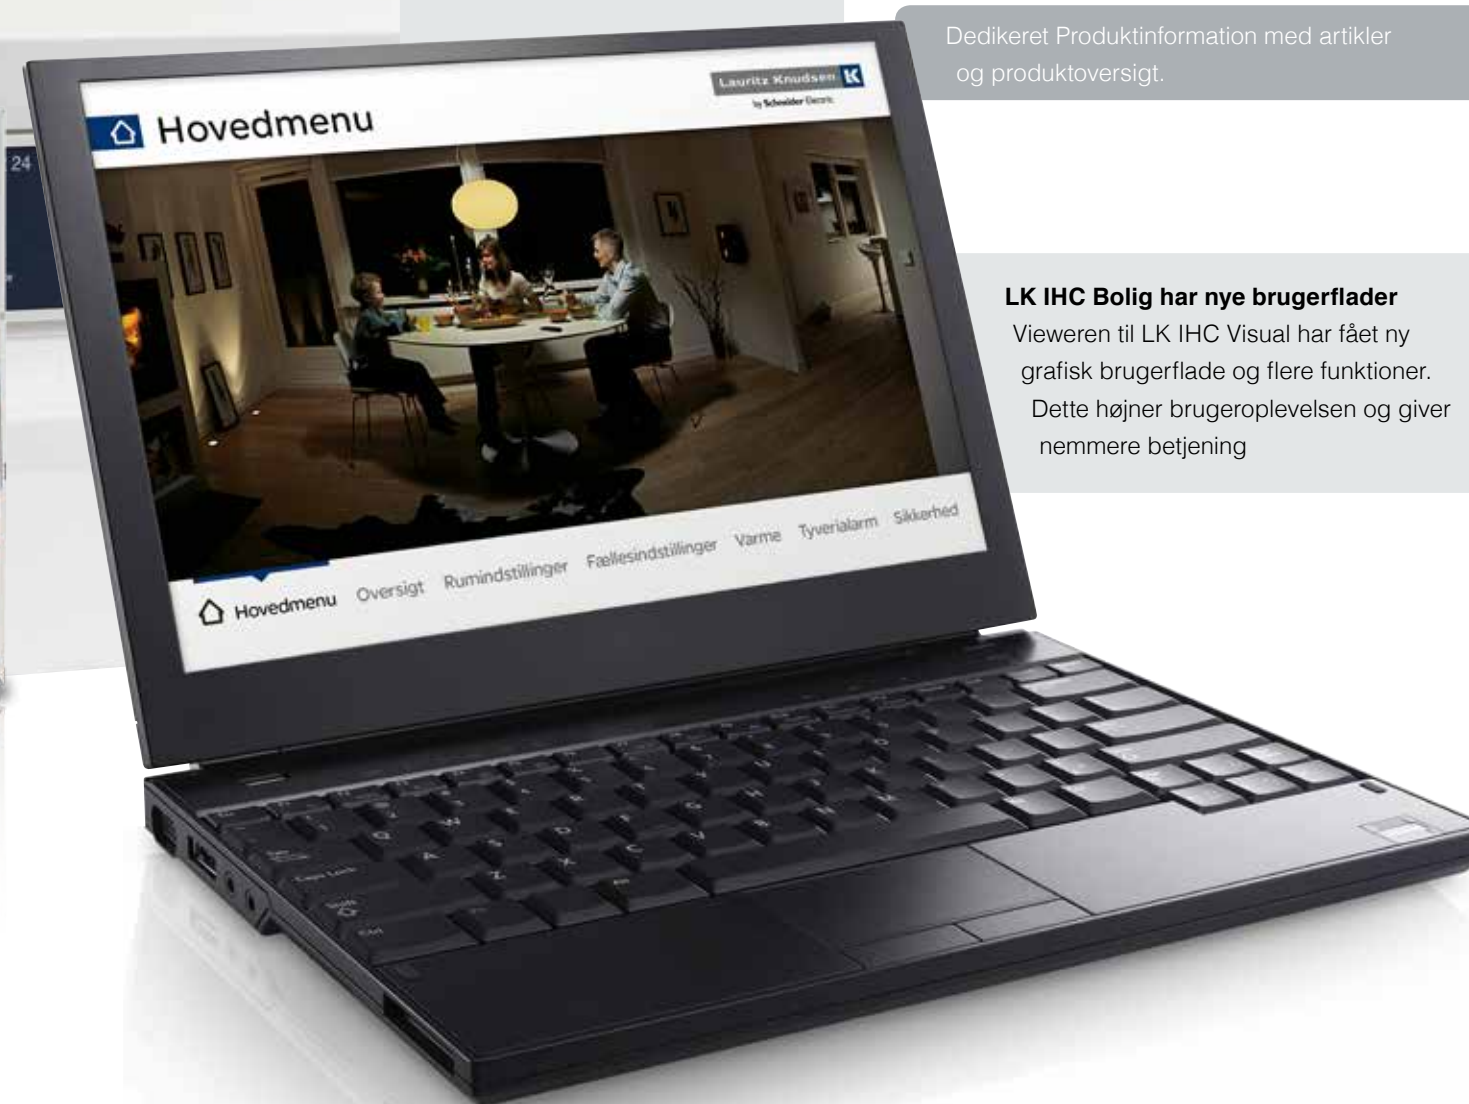 Dedikeret Produktinformation med artikler
og produktoversigt.
24
Hovedmenu
Lauritz Knudsen K
by Schneider Electric
LK IHC Bolig har nye brugerflader
Vieweren til LK IHC Visual har fået ny
grafisk brugerflade og flere funktioner.
Dette højner brugeroplevelsen og giver
nemmere betjening
Hovedmenu Oversigt Rumindstillinger Fællesindstillinger Varme Tyverialarm Sikkerhed
Caps Lock
Q W
A S D F G H
Z X C V B N M
Ctrl
Alt